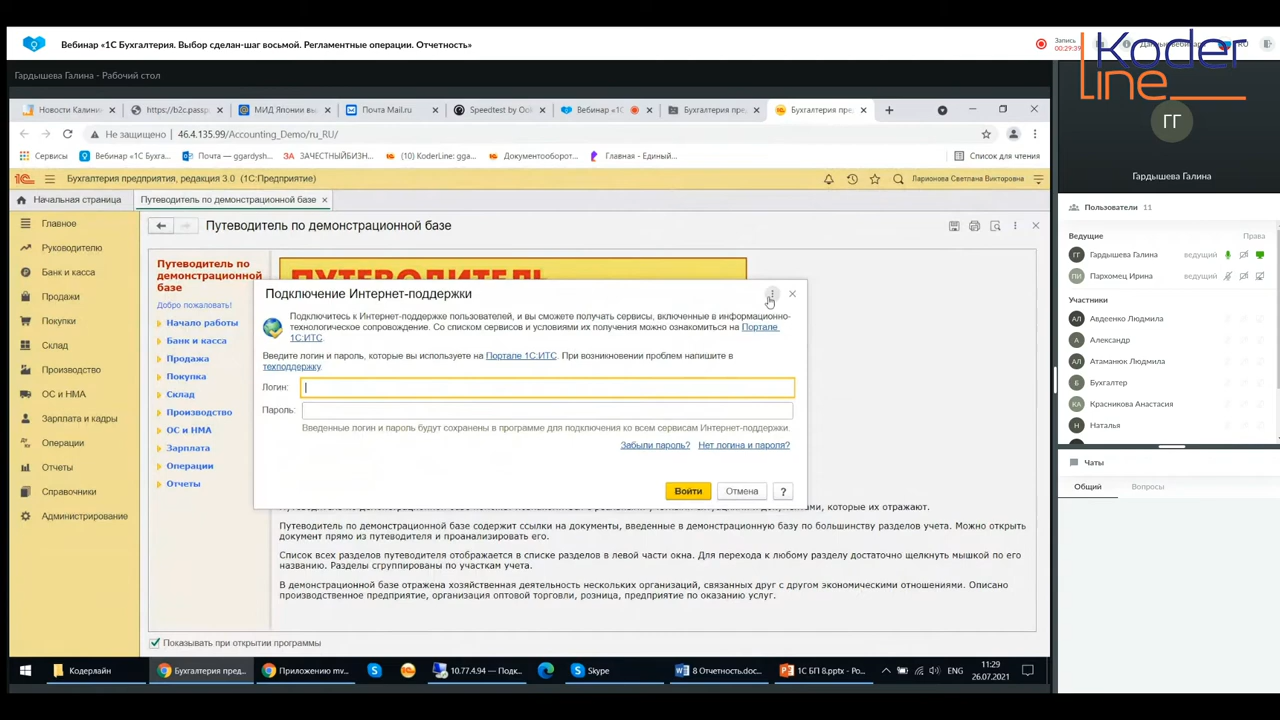 Вебинар «1С Бухгалтерия. Выбор сделан-шаг восьмой. Регламентные операции. Отчетность»
Запись
00:29:39
RU
Koder
line
Гардышева Галина - Рабочий стол
Новости Калини
https://b2c.passp
МИД Японии вы
Почта Mail.ru
Speedtest by Ook
Вебинар «1С
Бухгалтерия пре
Бухгалтерия пре
Не защищено
46.4.135.99/Accounting_Demo/ru_RU/
Сервисы
Вебинар «1С Бухга...
Почта — ggardysh...
ЗАЧЕСТНЫЙБИЗН...
(10) KoderLine: gga...
Документооборот...
Главная - Единый...
Список для чтения
Бухгалтерия предприятия, редакция 3.0 (1С:Предприятие)
Ларионова Светлана Викторовна
Начальная страница
Путеводитель по демонстрационной базе
Путеводитель по демонстрационной базе
Главное
Руководителю
Банк и касса
Продажи
Покупки
Склад
Производство
ОС и НМА
Зарплата и кадры
Операции
Отчеты
Справочники
Администрирование
Путеводитель по
демонстрационной
базе
Добро пожаловать!
Начало работы
Банк и касса
Продажа
Покупка
Склад
Производство
ОС и НМА
Зарплата
Операции
Отчеты
ПУТЕВОДИТЕЛЬ
Подключение Интернет-поддержки
Подключитесь к Интернет-поддержке пользователей, и вы сможете получать сервисы, включенные в информационно-
технологическое сопровождение. Со списком сервисов и условиями их получения можно ознакомиться на Портале
1С:ИТС.
Введите логин и пароль, которые вы используете на Портале 1С:ИТС. При возникновении проблем напишите в
техподдержку
Логин:
Пароль:
Введенные логин и пароль будут сохранены в программе для подключения ко всем сервисам Интернет-поддержки.
Забыли пароль? Нет логина и пароля?
Войти
Отмена
?
которые их отражают.
Путеводитель по демонстрационной базе содержит ссылки на документы, введенные в демонстрационную базу по большинству разделов учета. Можно открыть
документ прямо из путеводителя и проанализировать его.
Список всех разделов путеводителя отображается в списке разделов в левой части окна. Для перехода к любому разделу достаточно щелкнуть мышкой по его
названию. Разделы сгруппированы по участкам учета.
В демонстрационной базе отражена хозяйственная деятельность нескольких организаций, связанных друг с другом экономическими отношениями. Описано
производственное предприятие, организация оптовой торговли, розница, предприятие по оказанию услуг.
Показывать при открытии программы
Кодерлайн
Бухгалтерия пред...
Приложению mv...
10.77.4.94 — Подк...
Skype
8 Отчетность.doc...
1С БП 8.pptx - Po...
ENG
11:29
26.07.2021
ГГ
Гардышева Галина
Пользователи 11
Ведущие
Права
ГГ Гардышева Галина ведущий
ПИ Пархомец Ирина ведущий
Участники
АЛ Авдеенко Людмила
А Александр
АЛ Атаманюк Людмила
Б Бухгалтер
КА Красникова Анастасия
Н Наталья
Чаты
Общий
Вопросы